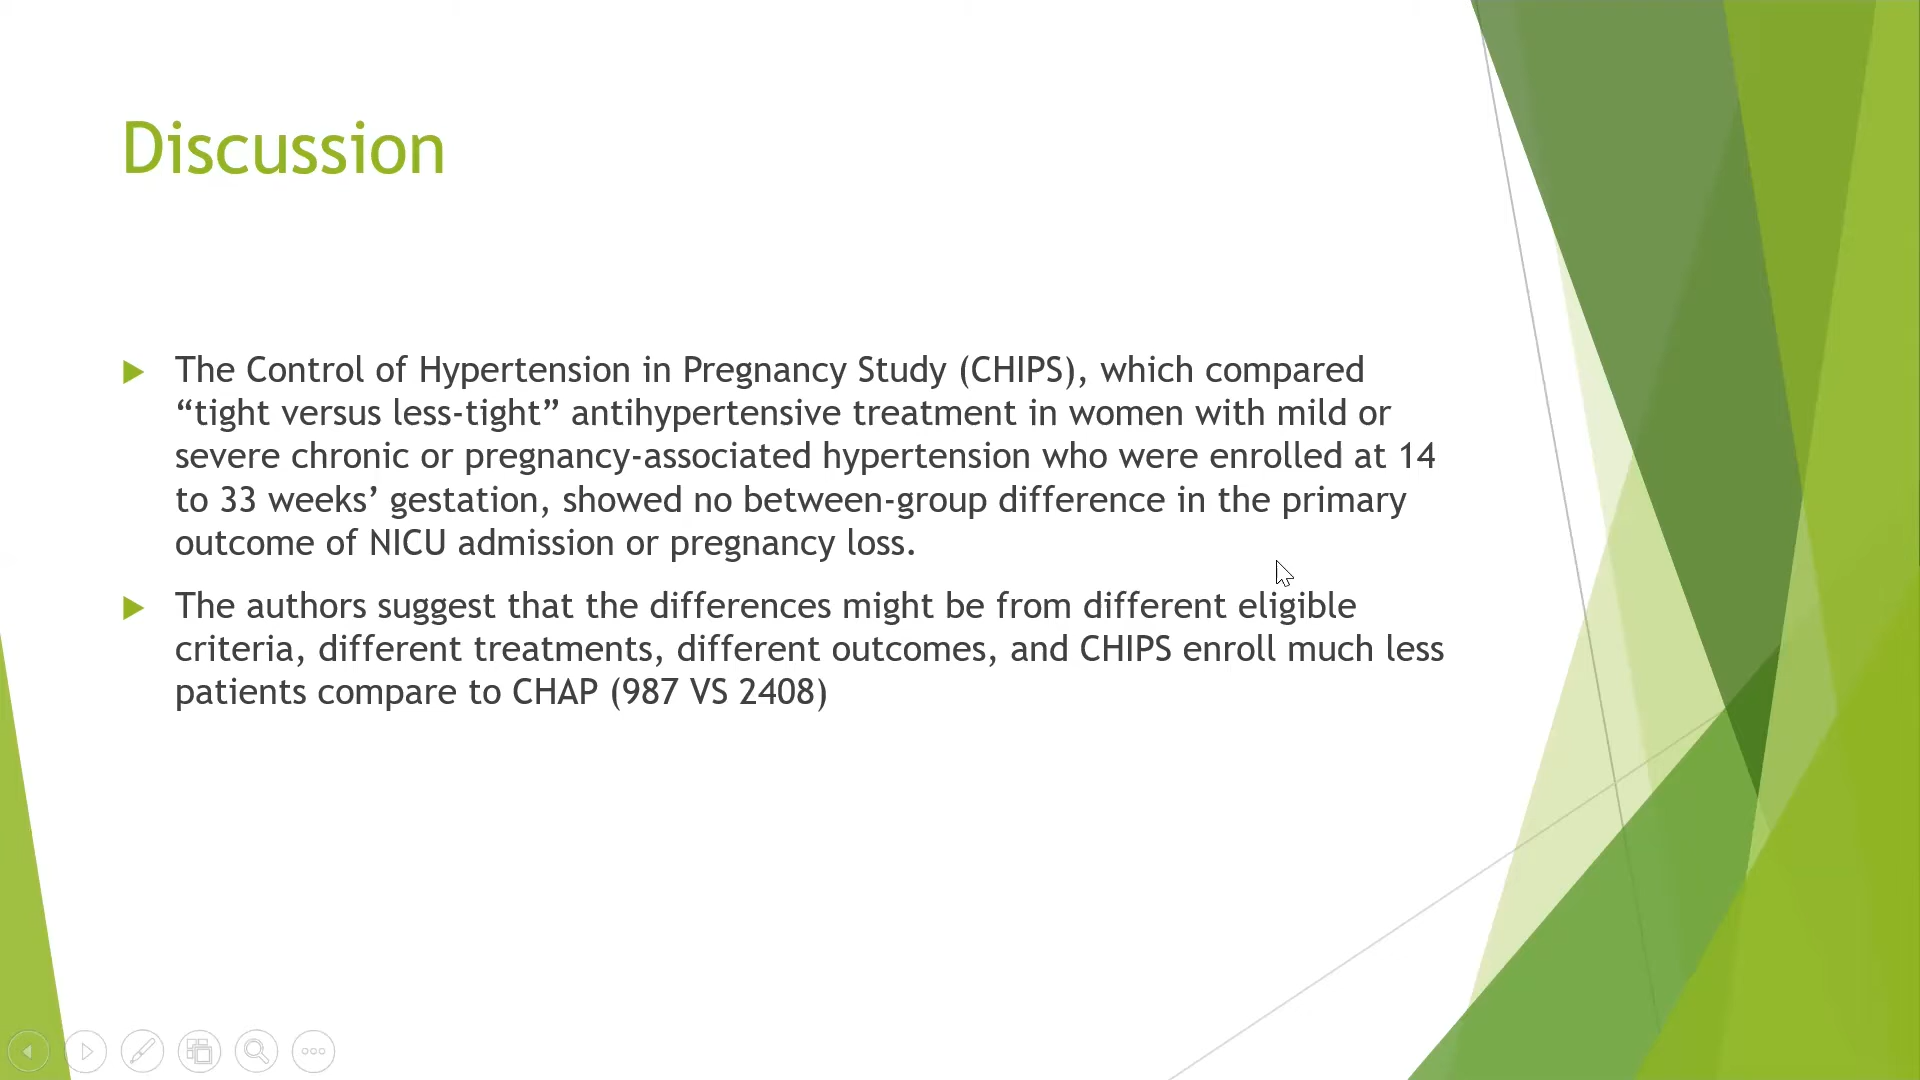 Discussion
The Control of Hypertension in Pregnancy Study (CHIPS), which compared
“tight versus less-tight” antihypertensive treatment in women with mild or
severe chronic or pregnancy-associated hypertension who were enrolled at 14
to 33 weeks’ gestation, showed no between-group difference in the primary
outcome of NICU admission or pregnancy loss.
The authors suggest that the differences might be from different eligible
criteria, different treatments, different outcomes, and CHIPS enroll much less
patients compare to CHAP (987 VS 2408)